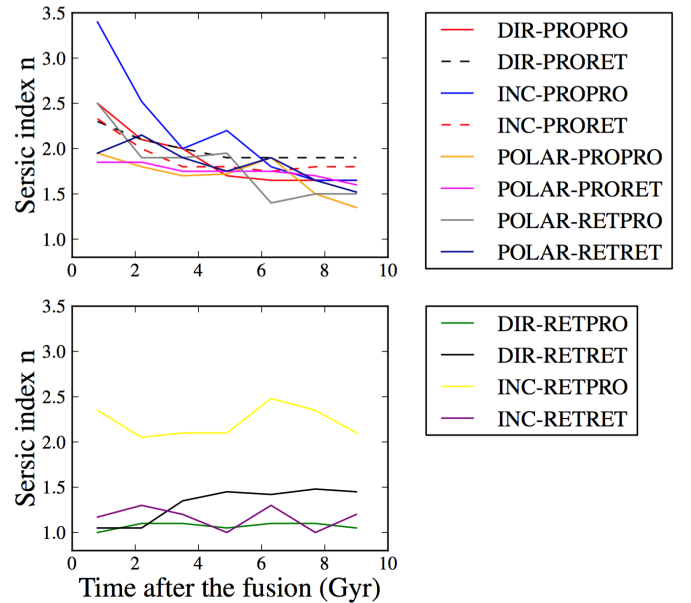 3.5
3.0
2.5
2.0
1.5
1.0
Sersic index n
0 2 4 6 8 10
DIR-PROPRO
DIR-PRORET
INC-PROPRO
INC-PRORET
POLAR-PROPRO
POLAR-PRORET
POLAR-RETPRO
POLAR-RETRET
3.5
3.0
2.5
2.0
1.5
1.0
Sersic index n
0 2 4 6 8 10
Time after the fusion (Gyr)
DIR-RETPRO
DIR-RETRET
INC-RETPRO
INC-RETRET